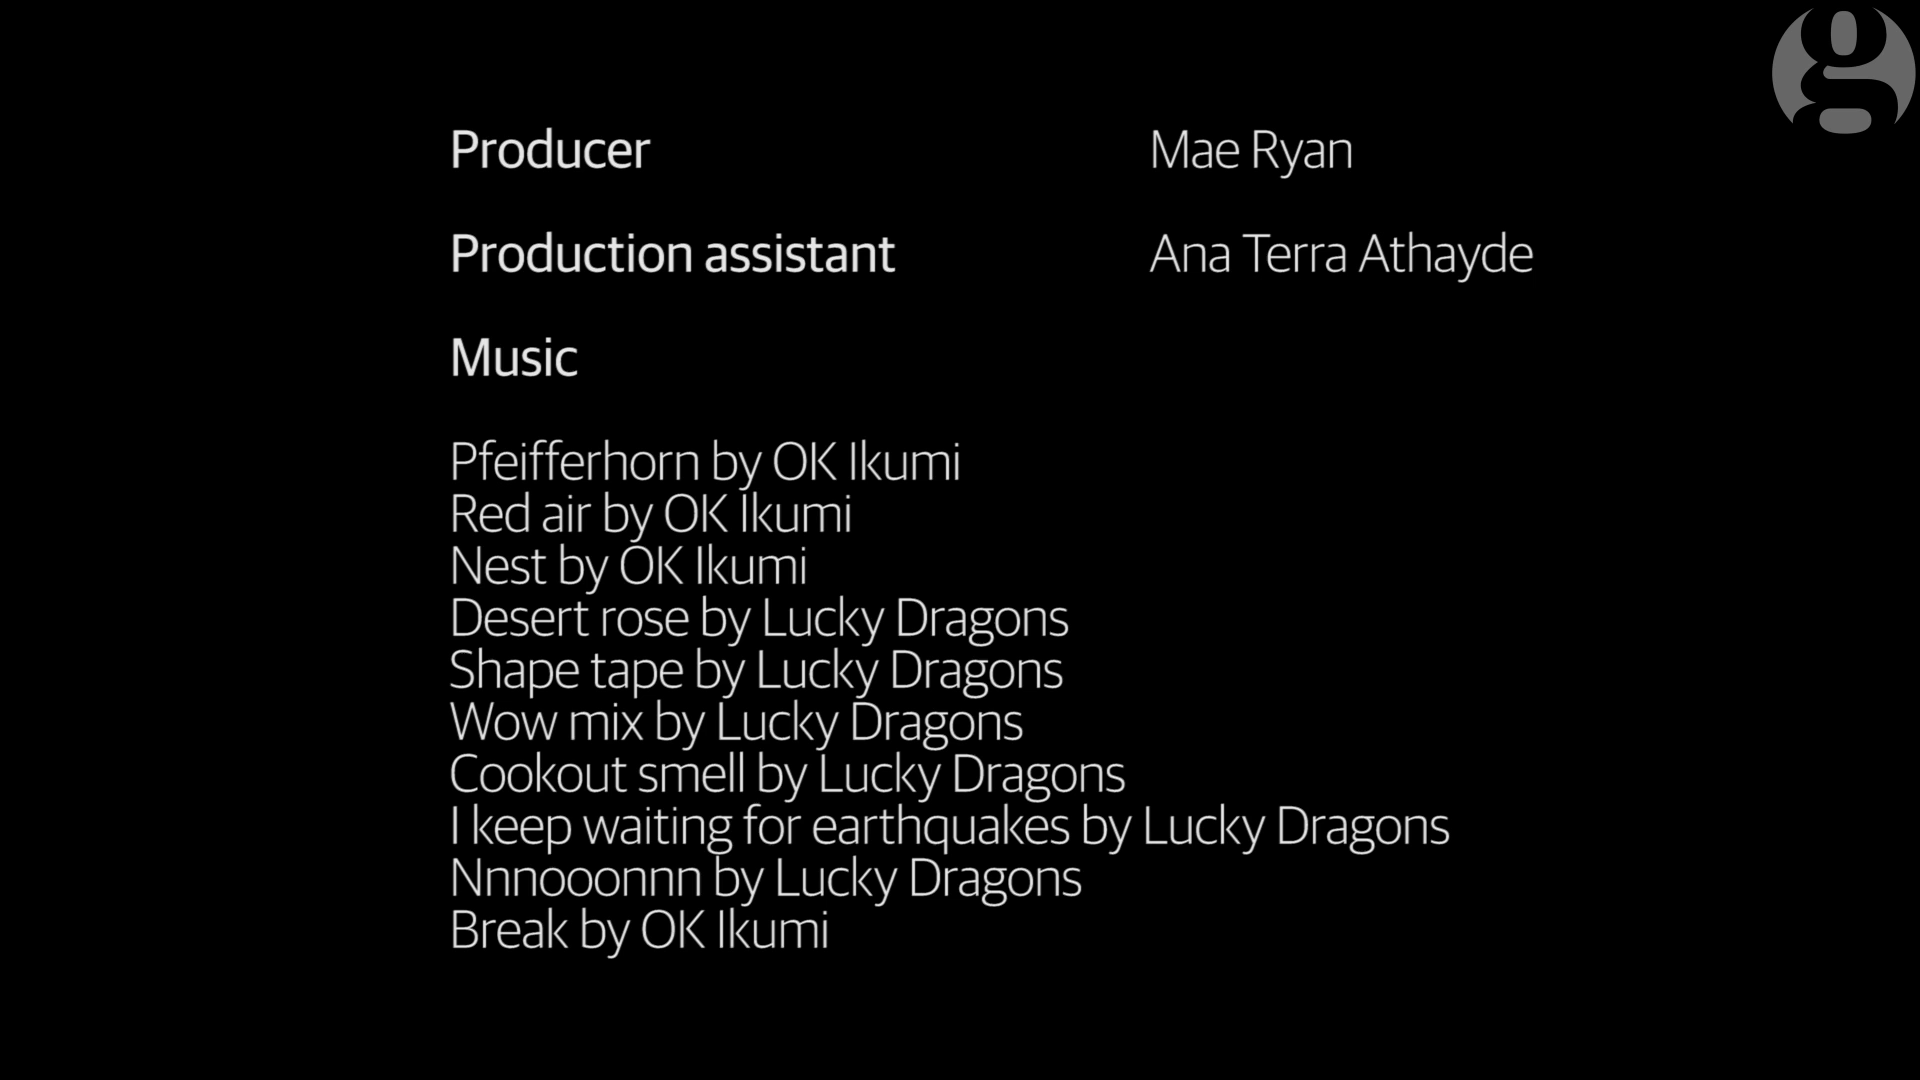 g
Producer Mae Ryan
Production assistant Ana Terra Athayde
Music
Pfeifferhorn by OK Ikumi
Red air by OK Ikumi
Nest by OK Ikumi
Desert rose by Lucky Dragons
Shape tape by Lucky Dragons
Wow mix by Lucky Dragons
Cookout smell by Lucky Dragons
I keep waiting for earthquakes by Lucky Dragons
Nnnooonnn by Lucky Dragons
Break by OK Ikumi